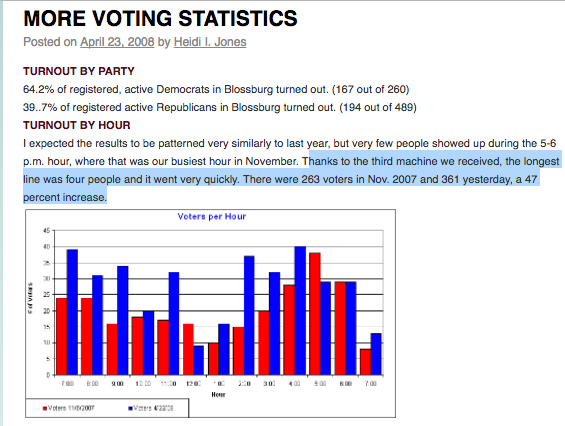 MORE VOTING STATISTICS
Posted on April 23, 2008 by Heidi I. Jones
TURNOUT BY PARTY
64.2% of registered, active Democrats in Blossburg turned out. (167 out of 260)
39..7% of registered active Republicans in Blossburg turned out. (194 out of 489)
TURNOUT BY HOUR
I expected the results to be patterned very similarly to last year, but very few people showed up during the 5-6
p.m. hour, where that was our busiest hour in November. Thanks to the third machine we received, the longest
line was four people and it went very quickly. There were 263 voters in Nov. 2007 and 361 yesterday, a 47
percent increase.
Voters per Hour
# of Voters
45
40
35
30
25
20
15
10
5
0
7:00 8:00 9:00 10:00 11:00 12:00 1:00 2:00 3:00 4:00 5:00 6:00 7:00
Hour
Voters 11/6/2007 Voters 4/22/08